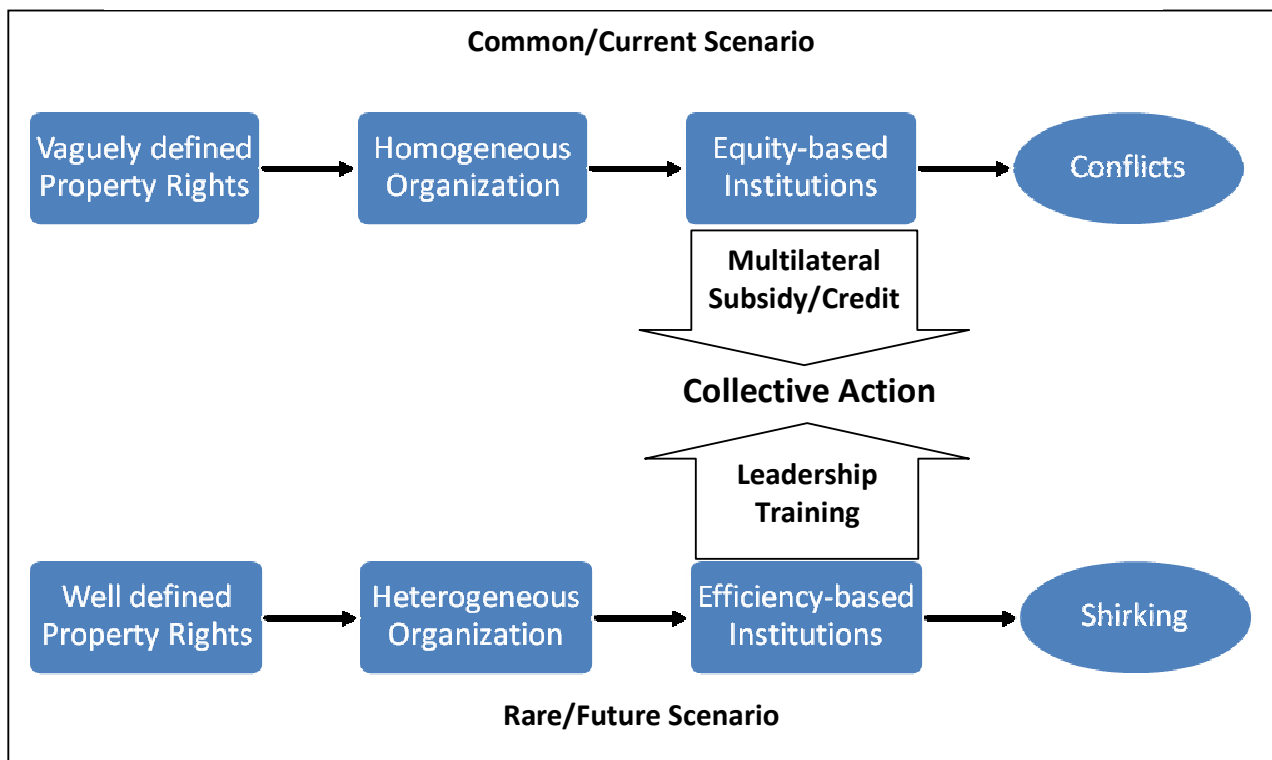 Common/Current Scenario
Vaguely defined
Property Rights
Homogeneous
Organization
Equity-based
Institutions
Conflicts
Multilateral
Subsidy/Credit
Collective Action
Leadership
Training
Well defined
Property Rights
Heterogeneous
Organization
Efficiency-based
Institutions
Shirking
Rare/Future Scenario